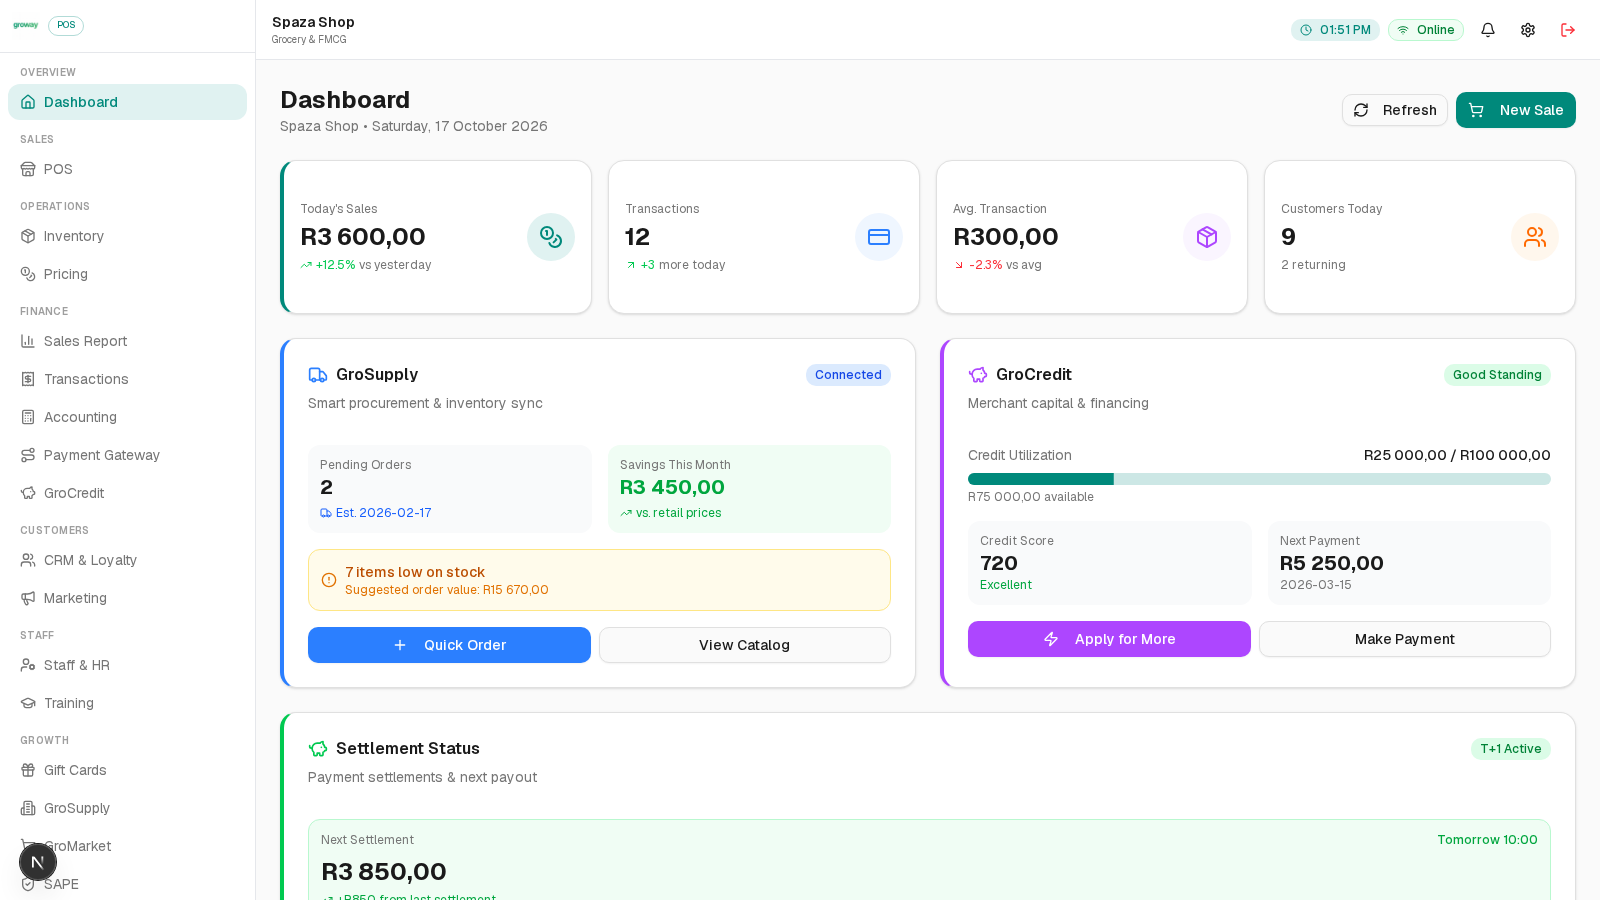 groway
POS
OVERVIEW
Dashboard
SALES
POS
OPERATIONS
Inventory
Pricing
FINANCE
Sales Report
Transactions
Accounting
Payment Gateway
GroCredit
CUSTOMERS
CRM & Loyalty
Marketing
STAFF
Staff & HR
Training
GROWTH
Gift Cards
GroSupply
GroMarket
SAPE
N
Spaza Shop
Grocery & FMCG
01:51 PM
Online
Dashboard
Spaza Shop • Saturday, 17 October 2026
Refresh
New Sale
Today's Sales
R3 600,00
+12.5% vs yesterday
Transactions
12
+3 more today
Avg. Transaction
R300,00
-2.3% vs avg
Customers Today
9
2 returning
GroSupply
Connected
Smart procurement & inventory sync
Pending Orders
2
Est. 2026-02-17
Savings This Month
R3 450,00
vs. retail prices
7 items low on stock
Suggested order value: R15 670,00
Quick Order
View Catalog
GroCredit
Good Standing
Merchant capital & financing
Credit Utilization
R25 000,00 / R100 000,00
R75 000,00 available
Credit Score
720
Excellent
Next Payment
R5 250,00
2026-03-15
Apply for More
Make Payment
Settlement Status
T+1 Active
Payment settlements & next payout
Next Settlement
Tomorrow 10:00
R3 850,00
+R850 from last settlement